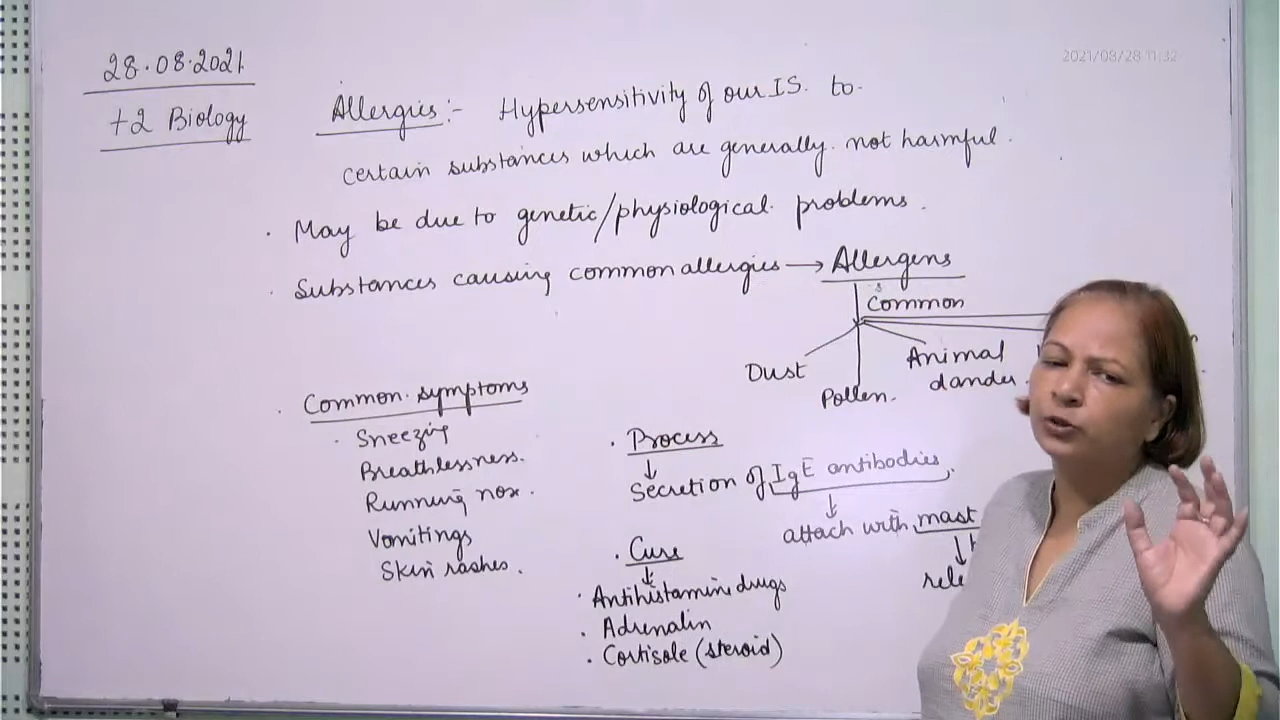 28.08.2021
2021/08/28 11:32
+2 Biology
Allergies :- Hypersensitivity of our IS. to
certain substances which are generally not harmful.
· May be due to genetic/physiological problems.
· Substances causing common allergies → Allergens
Common
Dust
Pollen.
Animal
dander.
· Common symptoms
· Sneezing
Breathlessness.
Running nose.
Vomitings
Skin rashes.
· Process
Secretion of IgE antibodies.
attach with mast
· Cure
· Antihistamine drugs
· Adrenalin
· Cortisole (steroid)